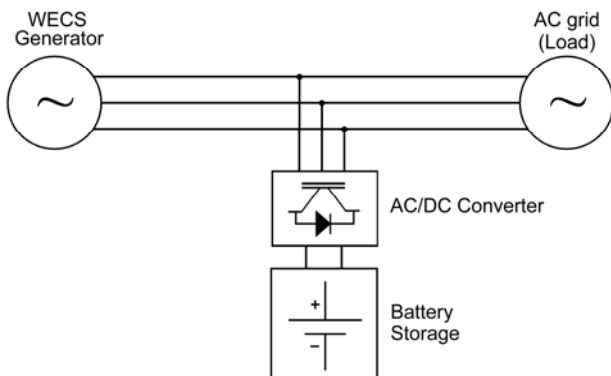 WECS
Generator
AC grid
(Load)
~
~
AC/DC Converter
+
−
Battery
Storage